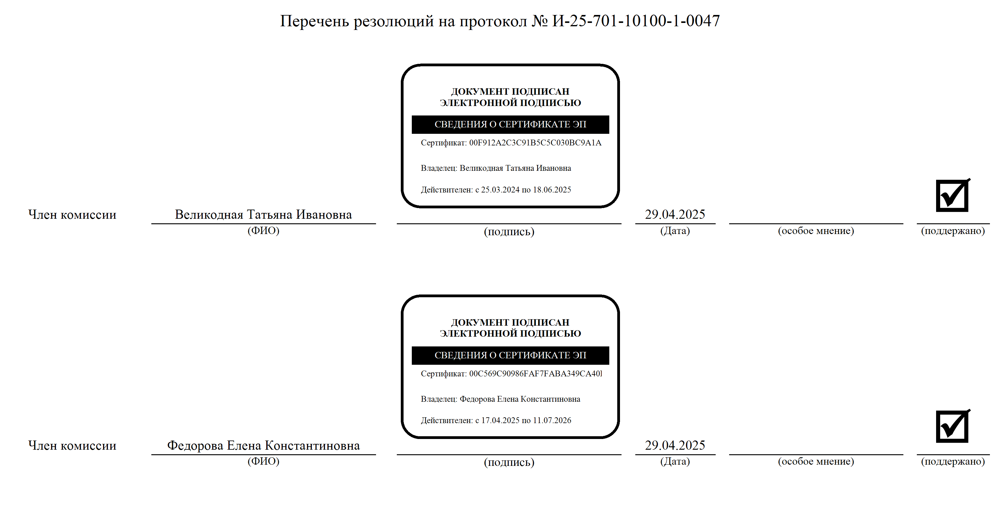 Перечень резолюций на протокол № И-25-701-10100-1-0047
ДОКУМЕНТ ПОДПИСАН
ЭЛЕКТРОННОЙ ПОДПИСЬЮ
СВЕДЕНИЯ О СЕРТИФИКАТЕ ЭП
Сертификат: 00F912A2C3C91B5C5C030BC9A1A
Владелец: Великодная Татьяна Ивановна
Действителен: с 25.03.2024 по 18.06.2025
Член комиссии Великодная Татьяна Ивановна 29.04.2025
(ФИО) (подпись) (Дата) (особое мнение) (поддержано)
ДОКУМЕНТ ПОДПИСАН
ЭЛЕКТРОННОЙ ПОДПИСЬЮ
СВЕДЕНИЯ О СЕРТИФИКАТЕ ЭП
Сертификат: 00C569C90986FAF7FABA349CA40
Владелец: Федорова Елена Константиновна
Действителен: с 17.04.2025 по 11.07.2026
Член комиссии Федорова Елена Константиновна 29.04.2025
(ФИО) (подпись) (Дата) (особое мнение) (поддержано)